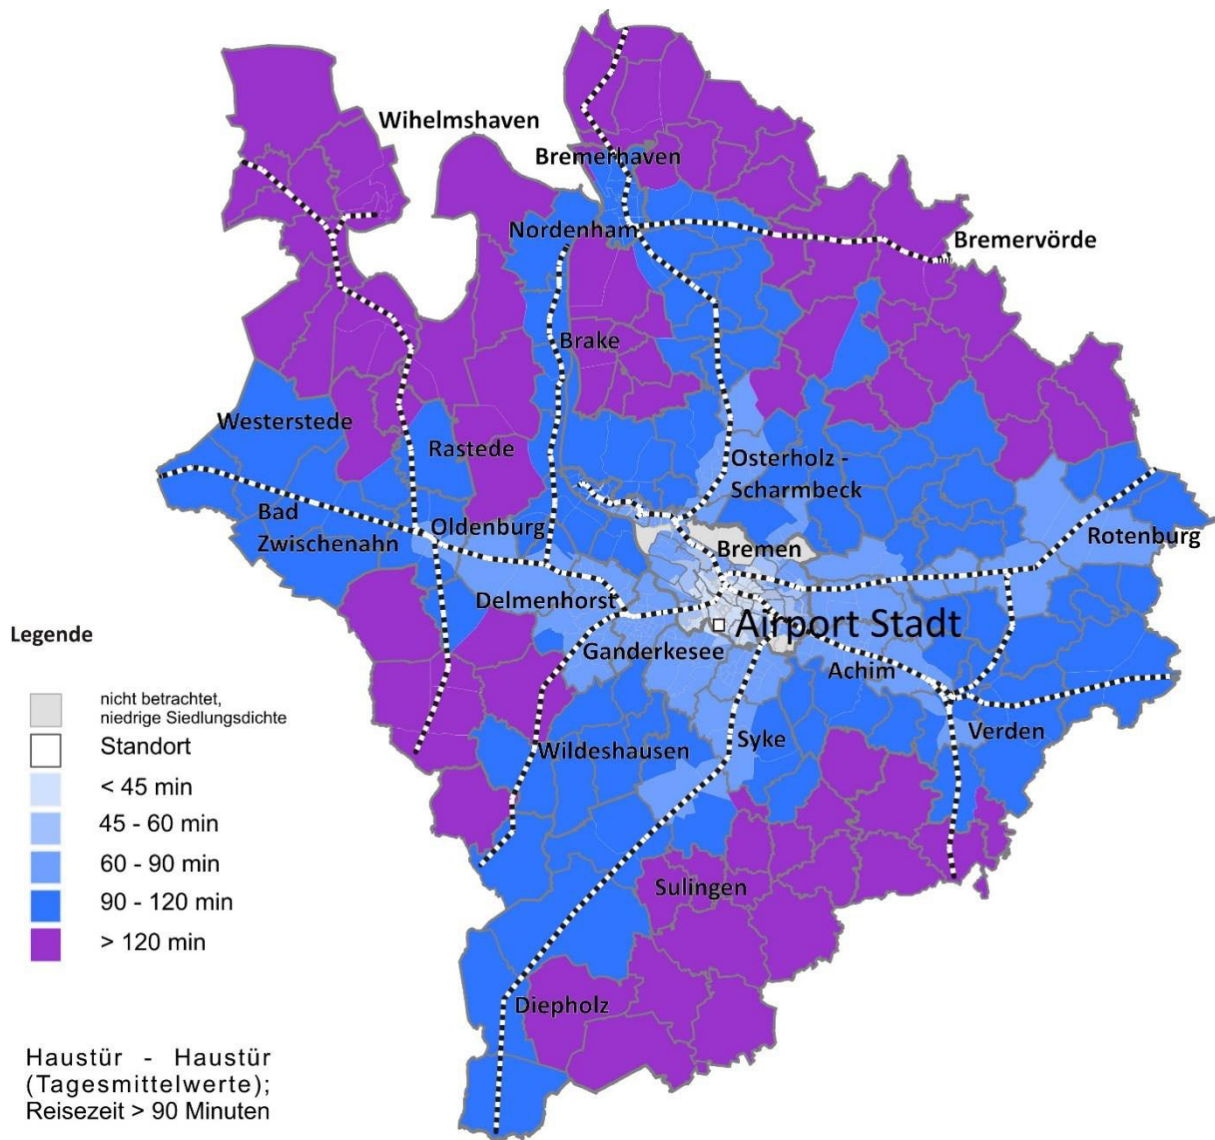 Wihelmshaven
Bremerhaven
Nordenham
Bremervörde
Brake
Westerstede
Rastede
Osterholz -
Scharmbeck
Bad
Zwischenahn
Oldenburg
Bremen
Rotenburg
Delmenhorst
Airport Stadt
Ganderkesee
Achim
Wildeshausen
Syke
Verden
Sulingen
Diepholz
Legende
nicht betrachtet,
niedrige Siedlungsdichte
Standort
< 45 min
45 - 60 min
60 - 90 min
90 - 120 min
> 120 min
Haustür - Haustür
(Tagesmittelwerte);
Reisezeit > 90 Minuten